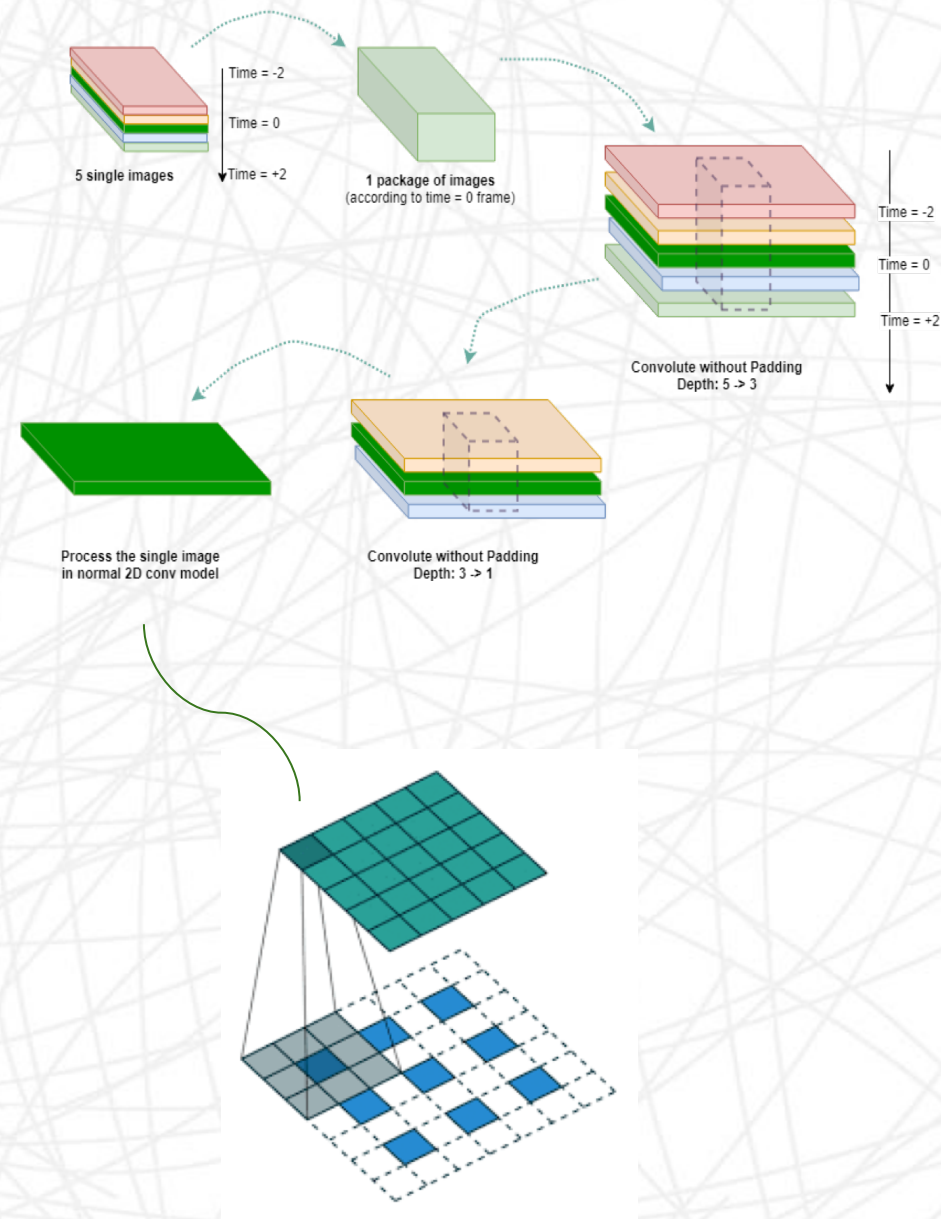 Time = -2
Time = 0
Time = +2
5 single images
1 package of images
(according to time = 0 frame)
Time = -2
Time = 0
Time = +2
Convolute without Padding
Depth: 5 -> 3
Process the single image
in normal 2D conv model
Convolute without Padding
Depth: 3 -> 1